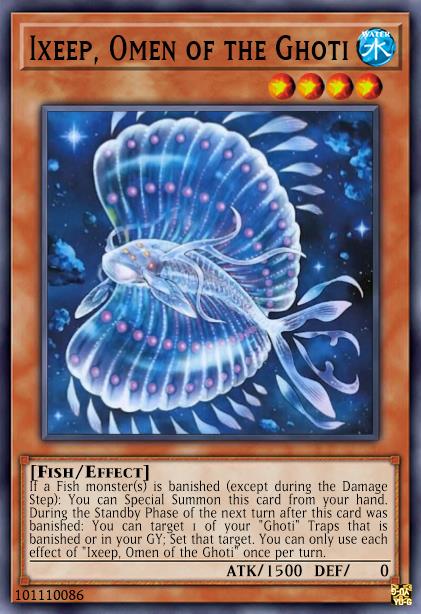 Ixeep, Omen of the Ghoti
WATER
水
[Fish/Effect]
If a Fish monster(s) is banished (except during the Damage
Step): You can Special Summon this card from your hand.
During the Standby Phase of the next turn after this card was
banished: You can target 1 of your "Ghoti" Traps that is
banished or in your GY; Set that target. You can only use each
effect of "Ixeep, Omen of the Ghoti" once per turn.
ATK/1500 DEF/ 0
101110086